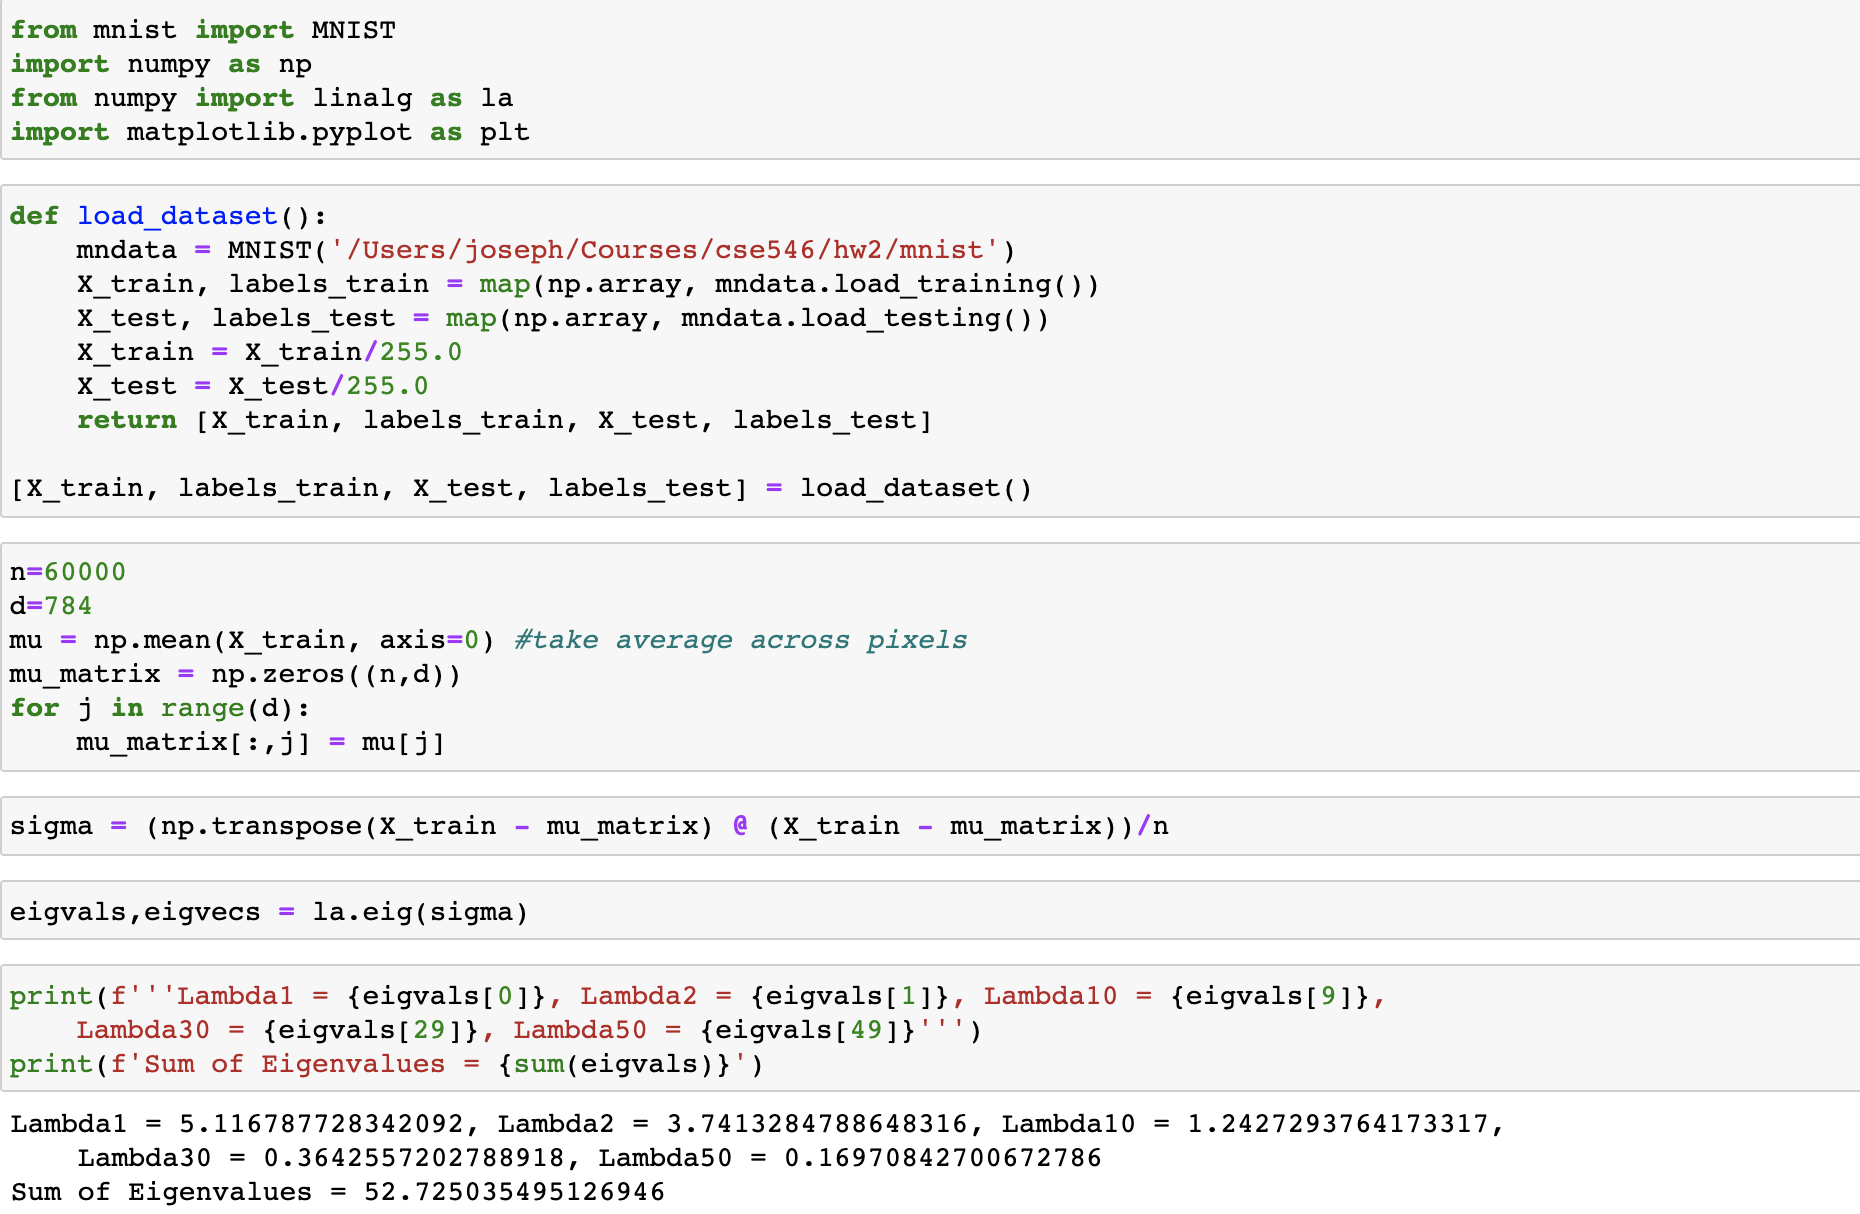 from mnist import MNIST
import numpy as np
from numpy import linalg as la
import matplotlib.pyplot as plt
def load_dataset():
    mndata = MNIST('/Users/joseph/Courses/cse546/hw2/mnist')
    X_train, labels_train = map(np.array, mndata.load_training())
    X_test, labels_test = map(np.array, mndata.load_testing())
    X_train = X_train/255.0
    X_test = X_test/255.0
    return [X_train, labels_train, X_test, labels_test]
[X_train, labels_train, X_test, labels_test] = load_dataset()
n=60000
d=784
mu = np.mean(X_train, axis=0) #take average across pixels
mu_matrix = np.zeros((n,d))
for j in range(d):
    mu_matrix[:,j] = mu[j]
sigma = (np.transpose(X_train - mu_matrix) @ (X_train - mu_matrix))/n
eigvals,eigvecs = la.eig(sigma)
print(f'''Lambda1 = {eigvals[0]}, Lambda2 = {eigvals[1]}, Lambda10 = {eigvals[9]},
    Lambda30 = {eigvals[29]}, Lambda50 = {eigvals[49]}''')
print(f'Sum of Eigenvalues = {sum(eigvals)}')
Lambda1 = 5.116787728342092, Lambda2 = 3.7413284788648316, Lambda10 = 1.2427293764173317,
    Lambda30 = 0.3642557202788918, Lambda50 = 0.16970842700672786
Sum of Eigenvalues = 52.725035495126946